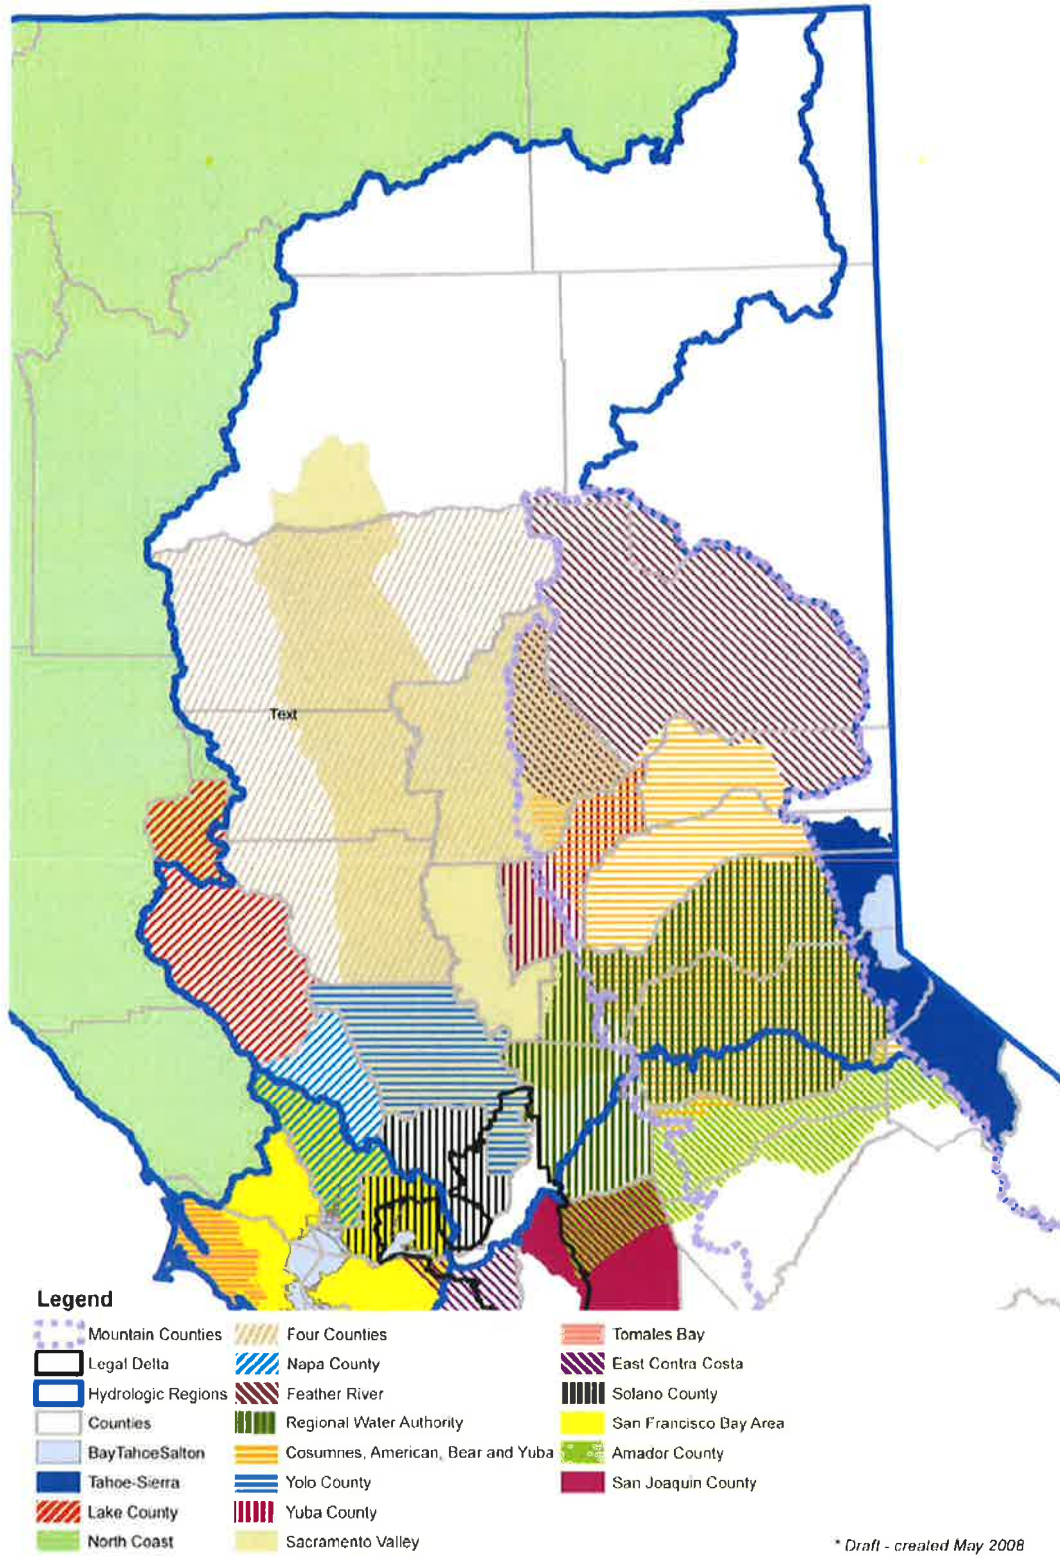 Text
Legend
Mountain Counties
Legal Delta
Hydrologic Regions
Counties
BayTahoeSalton
Tahoe-Sierra
Lake County
North Coast
Four Counties
Napa County
Feather River
Regional Water Authority
Cosumnes, American, Bear and Yuba
Yolo County
Yuba County
Sacramento Valley
Tomales Bay
East Contra Costa
Solano County
San Francisco Bay Area
Amador County
San Joaquin County
* Draft - created May 2008